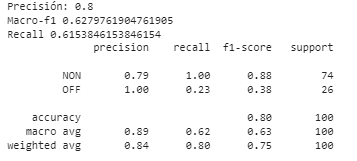 Precisión: 0.8
Macro-f1 0.6279761904761905
Recall 0.6153846153846154
precision recall f1-score support
NON 0.79 1.00 0.88 74
OFF 1.00 0.23 0.38 26
accuracy 0.80 100
macro avg 0.89 0.62 0.63 100
weighted avg 0.84 0.80 0.75 100